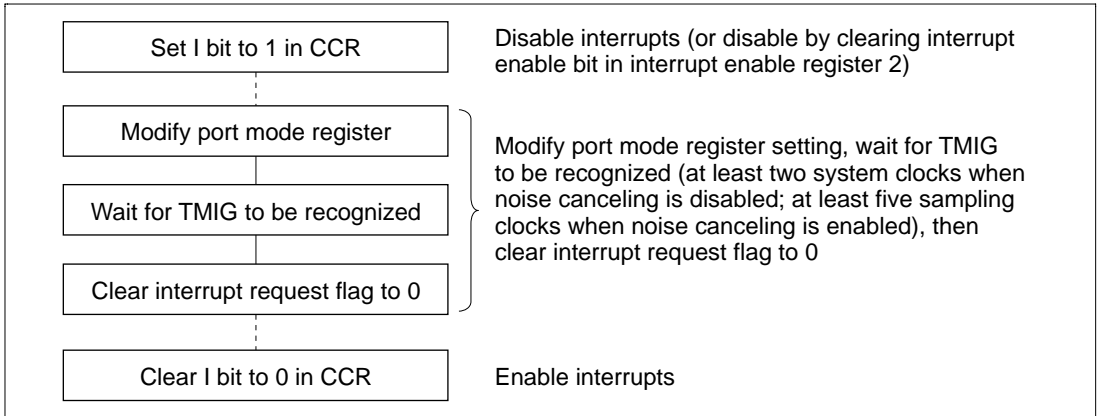 Set I bit to 1 in CCR
Disable interrupts (or disable by clearing interrupt
enable bit in interrupt enable register 2)
Modify port mode register
Wait for TMIG to be recognized
Clear interrupt request flag to 0
Modify port mode register setting, wait for TMIG
to be recognized (at least two system clocks when
noise canceling is disabled; at least five sampling
clocks when noise canceling is enabled), then
clear interrupt request flag to 0
Clear I bit to 0 in CCR
Enable interrupts